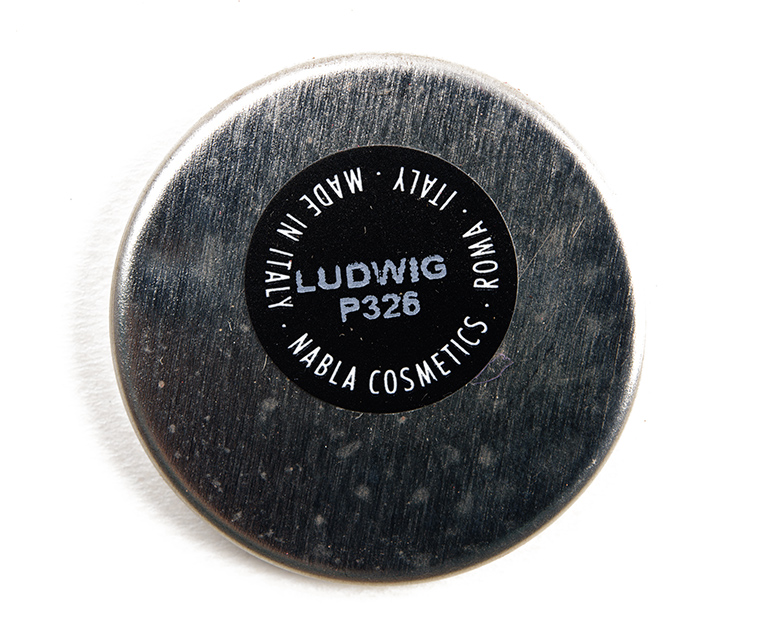 LUDWIG
P326
NABLA COSMETICS · ROMA · ITALY · MADE IN ITALY ·